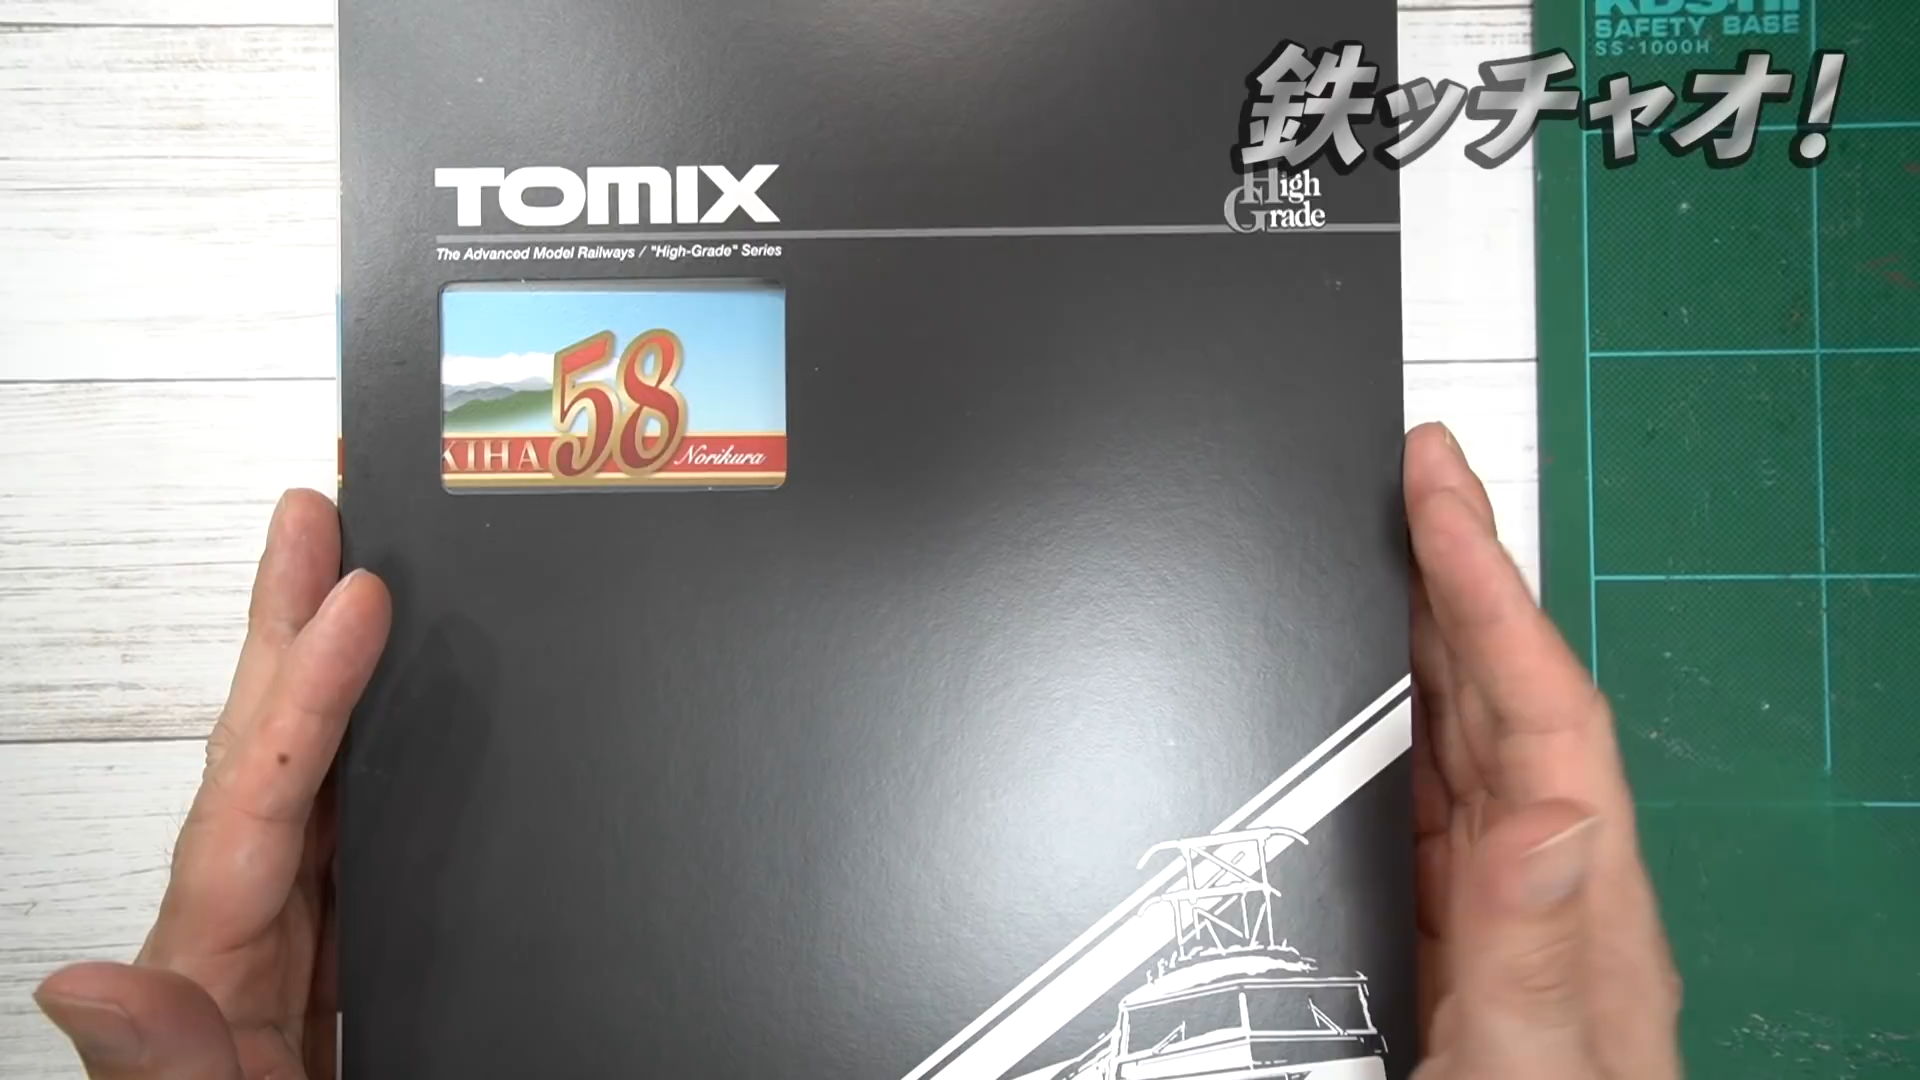 SAFETY BASE
SS-1000H
鉄ッチャオ!
TOMIX
High
Grade
The Advanced Model Railways / "High-Grade" Series
58
KIHA
Norikura